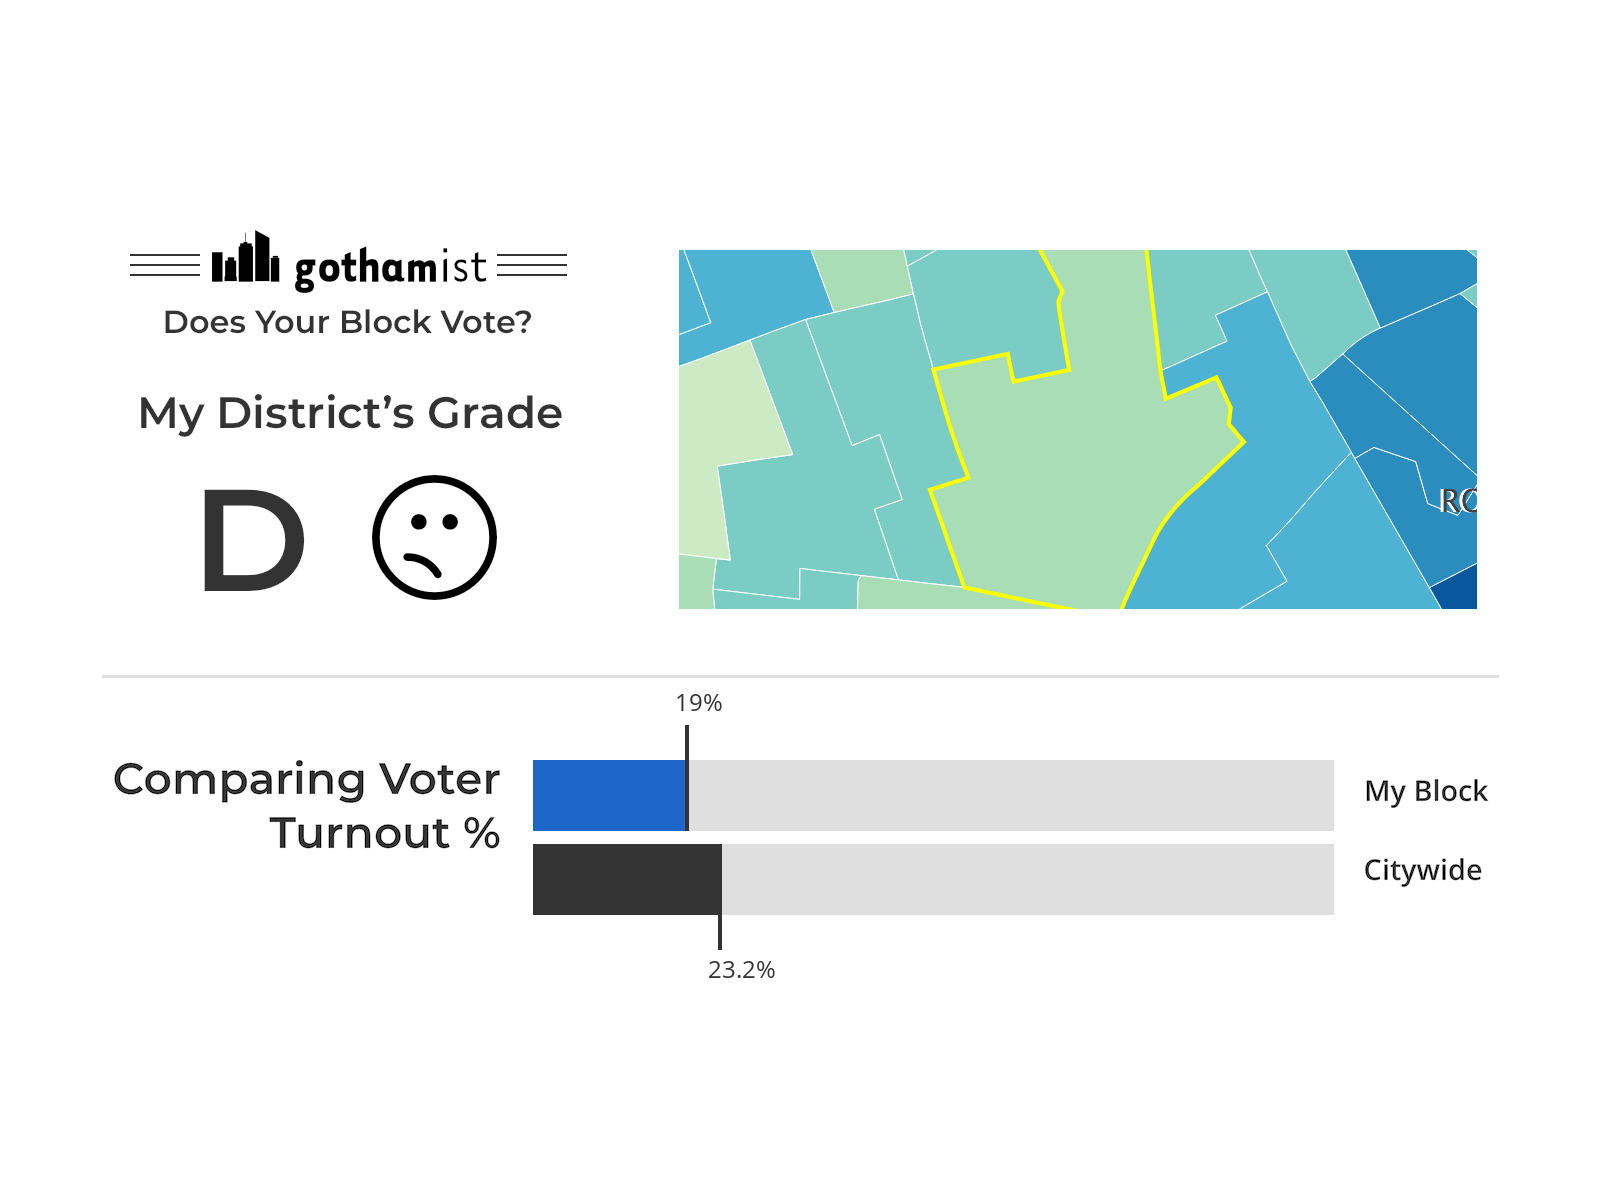 gothamist
Does Your Block Vote?
My District’s Grade
D
RO
19%
Comparing Voter
Turnout %
My Block
Citywide
23.2%